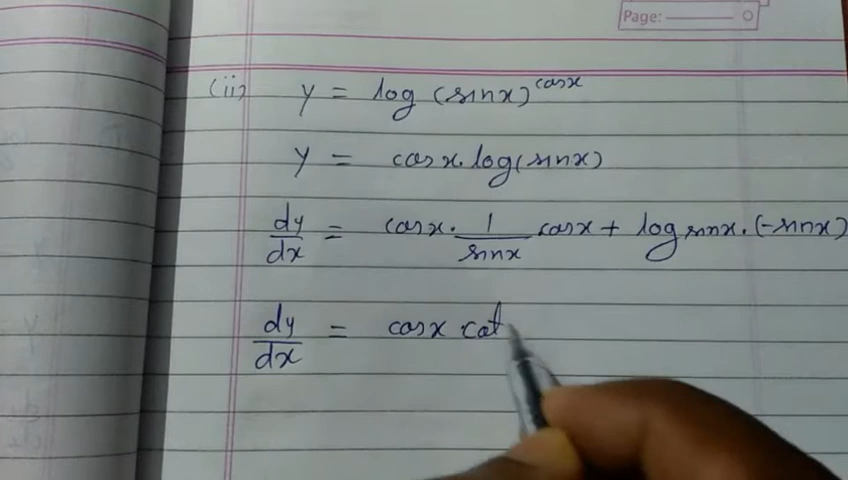 Page:
(ii) y = log (sinx)^cosx
y = cosx. log(sinx)
dy/dx = cosx. 1/sinx cosx + log sinx. (-sinx)
dy/dx = cosx cot